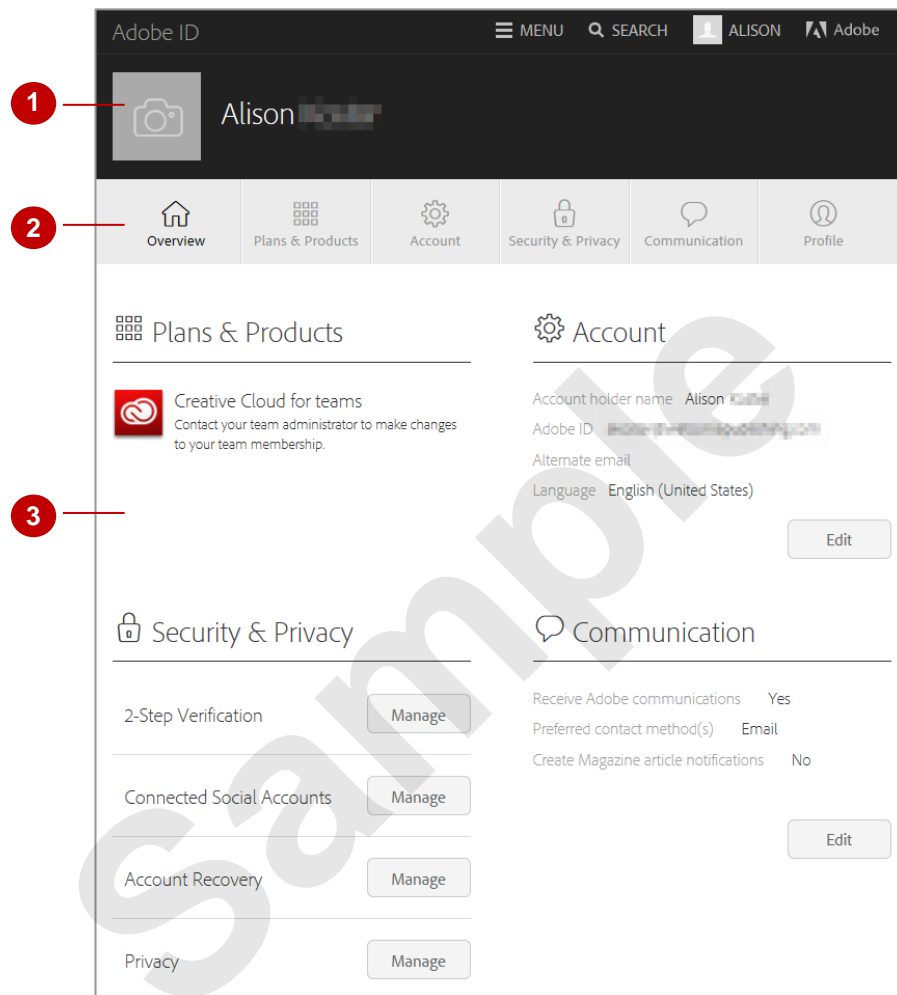 Adobe ID MENU SEARCH ALISON Adobe
1
Alison
2
Overview Plans & Products Account Security & Privacy Communication Profile
Plans & Products
Creative Cloud for teams
Contact your team administrator to make changes
to your team membership.
3
Account
Account holder name Alison
Adobe ID
Alternate email
Language English (United States)
Edit
Security & Privacy
2-Step Verification Manage
Connected Social Accounts Manage
Account Recovery Manage
Privacy Manage
Communication
Receive Adobe communications Yes
Preferred contact method(s) Email
Create Magazine article notifications No
Edit
Sample